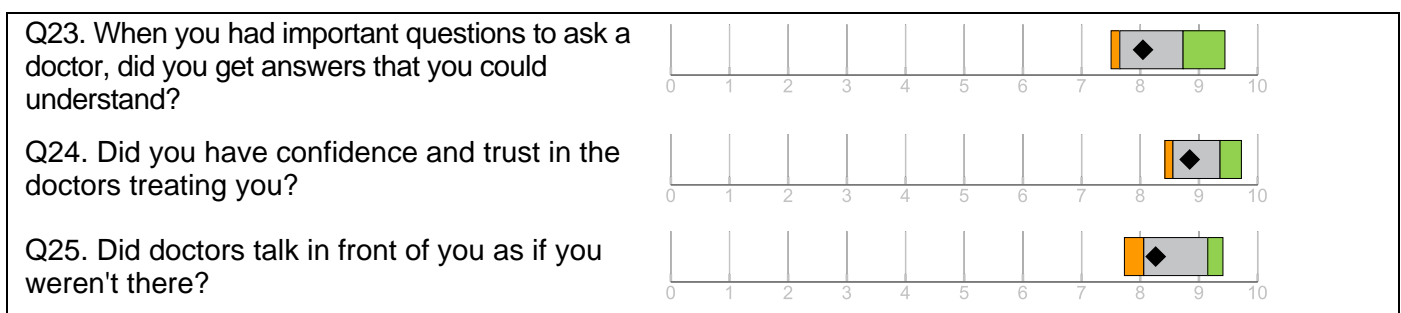 Q23. When you had important questions to ask a
doctor, did you get answers that you could
understand?
0 1 2 3 4 5 6 7 8 9 10
Q24. Did you have confidence and trust in the
doctors treating you?
0 1 2 3 4 5 6 7 8 9 10
Q25. Did doctors talk in front of you as if you
weren't there?
0 1 2 3 4 5 6 7 8 9 10